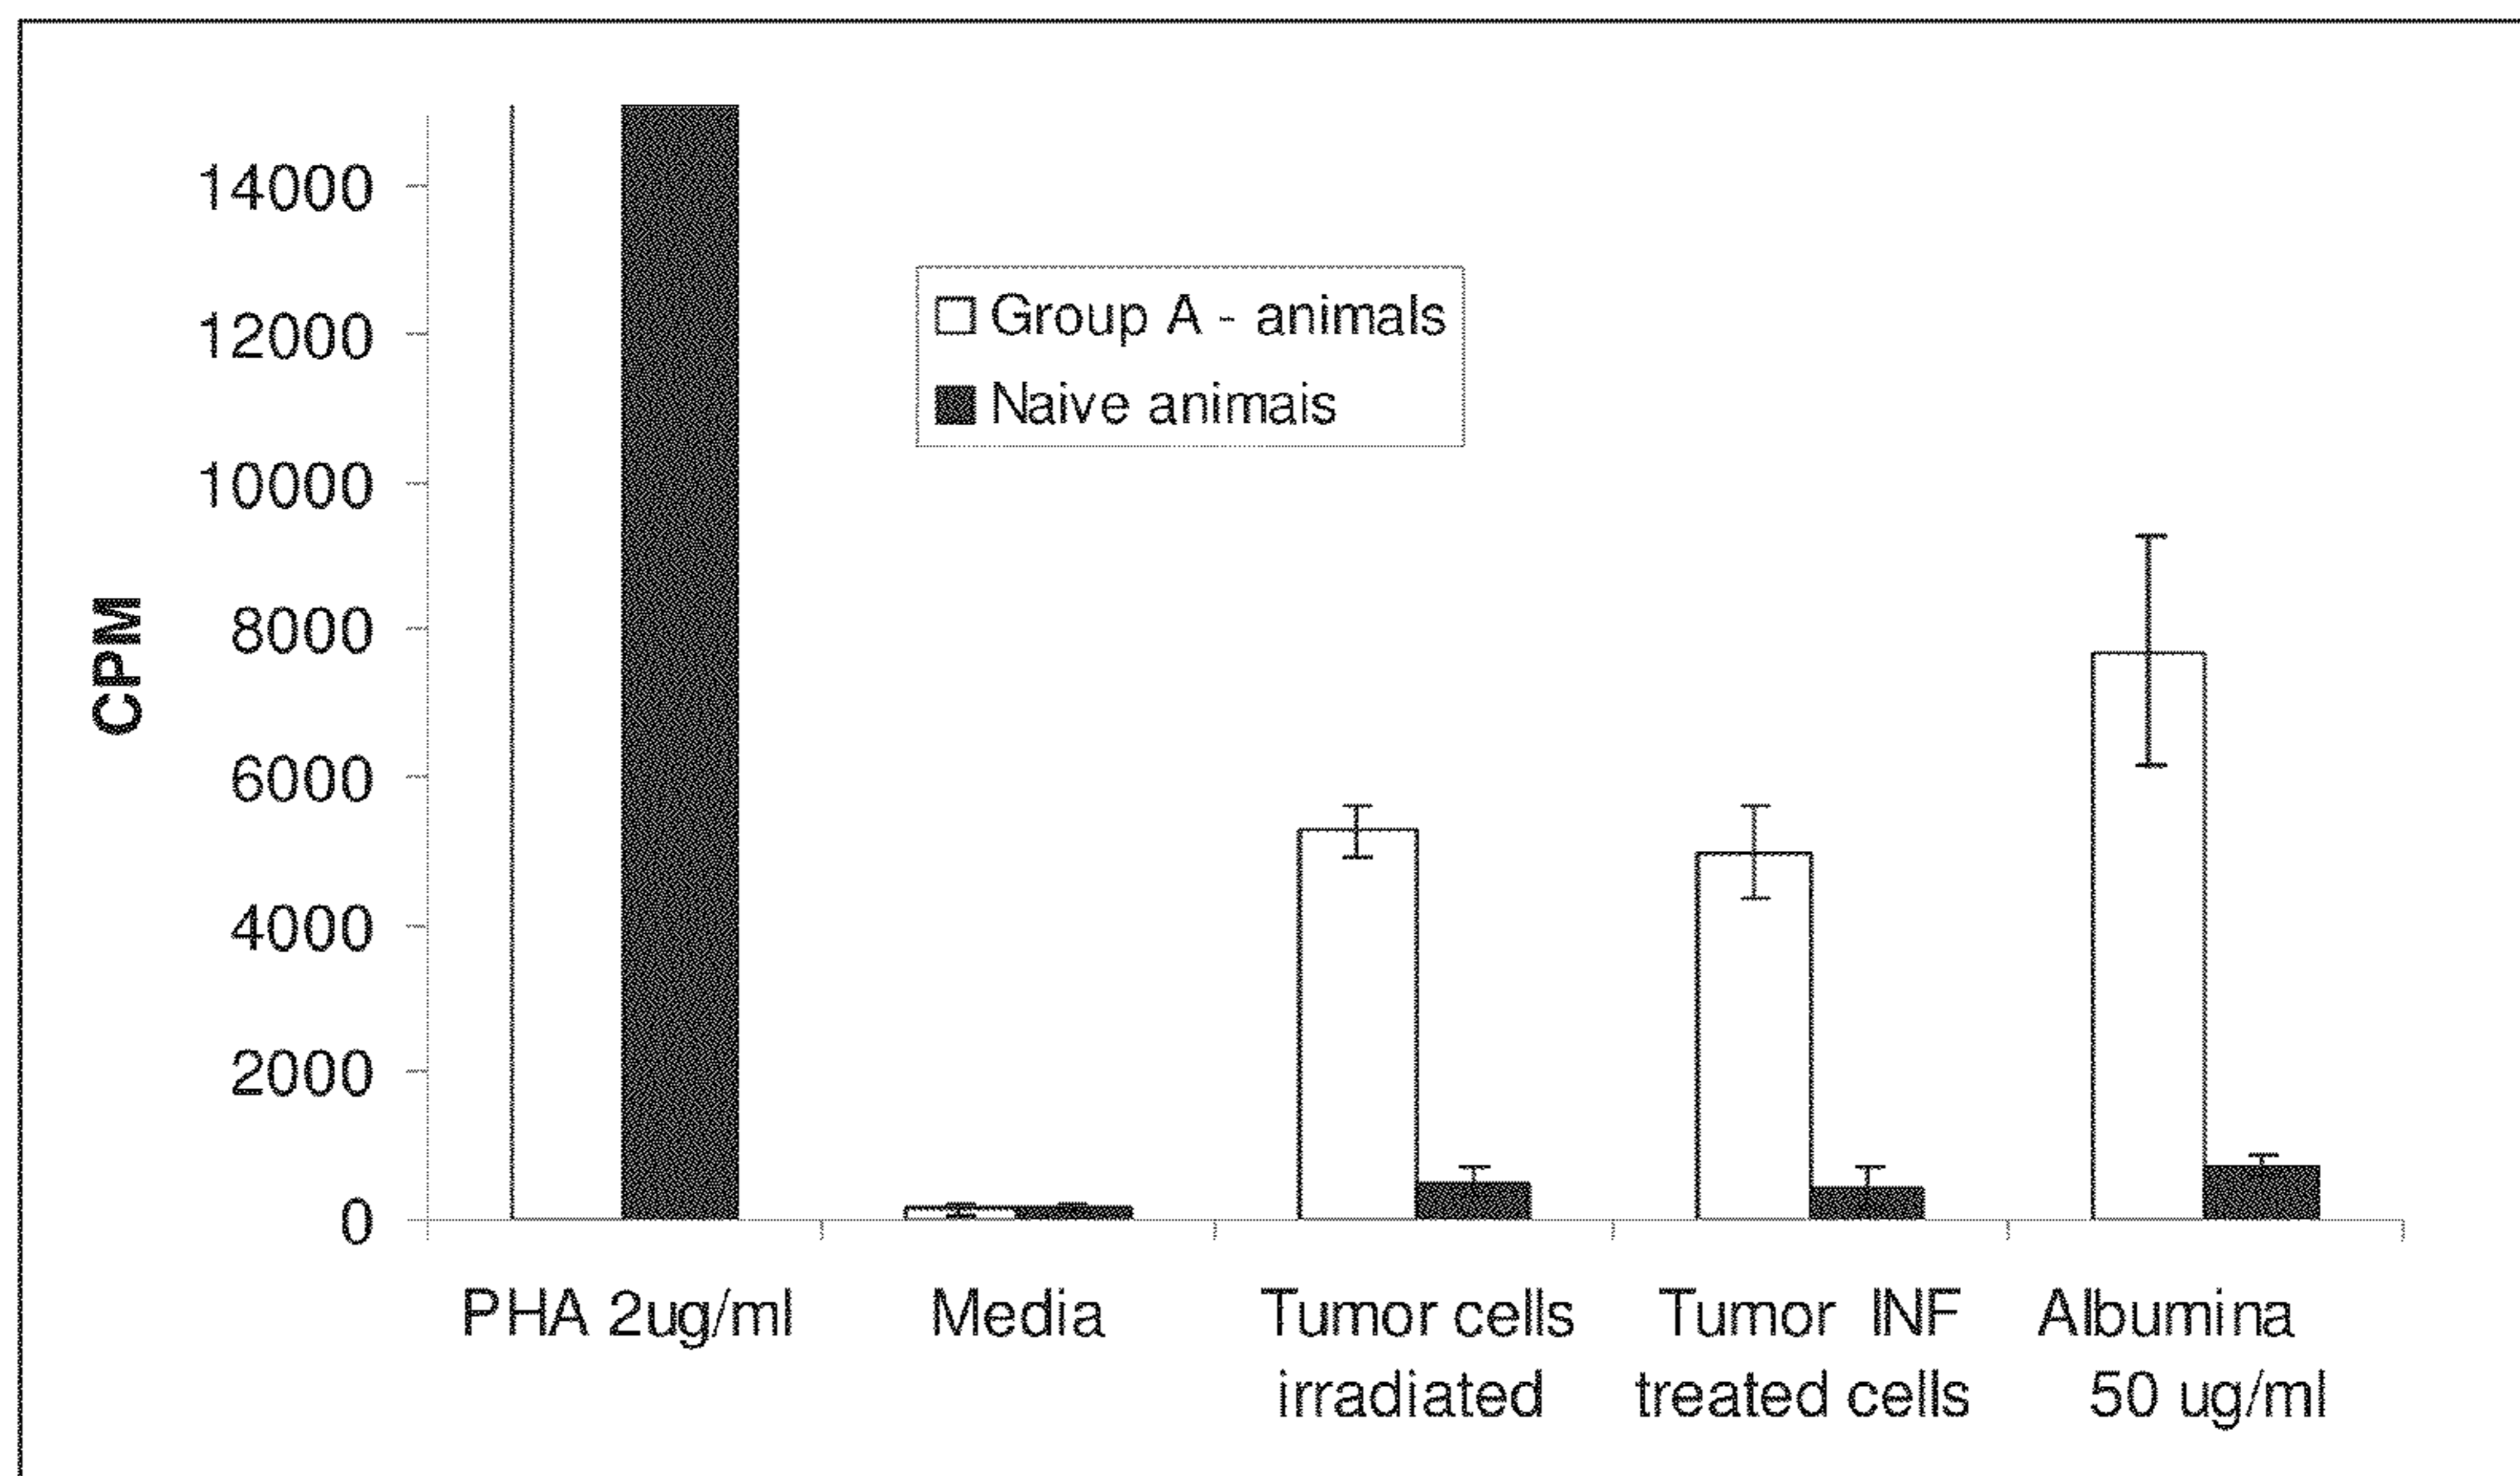 14000
12000
10000
8000
6000
4000
2000
0
CPM
Group A - animals
Naive animais
PHA 2ug/ml
Media
Tumor cells
irradiated
Tumor INF
treated cells
Albumina
50 ug/ml